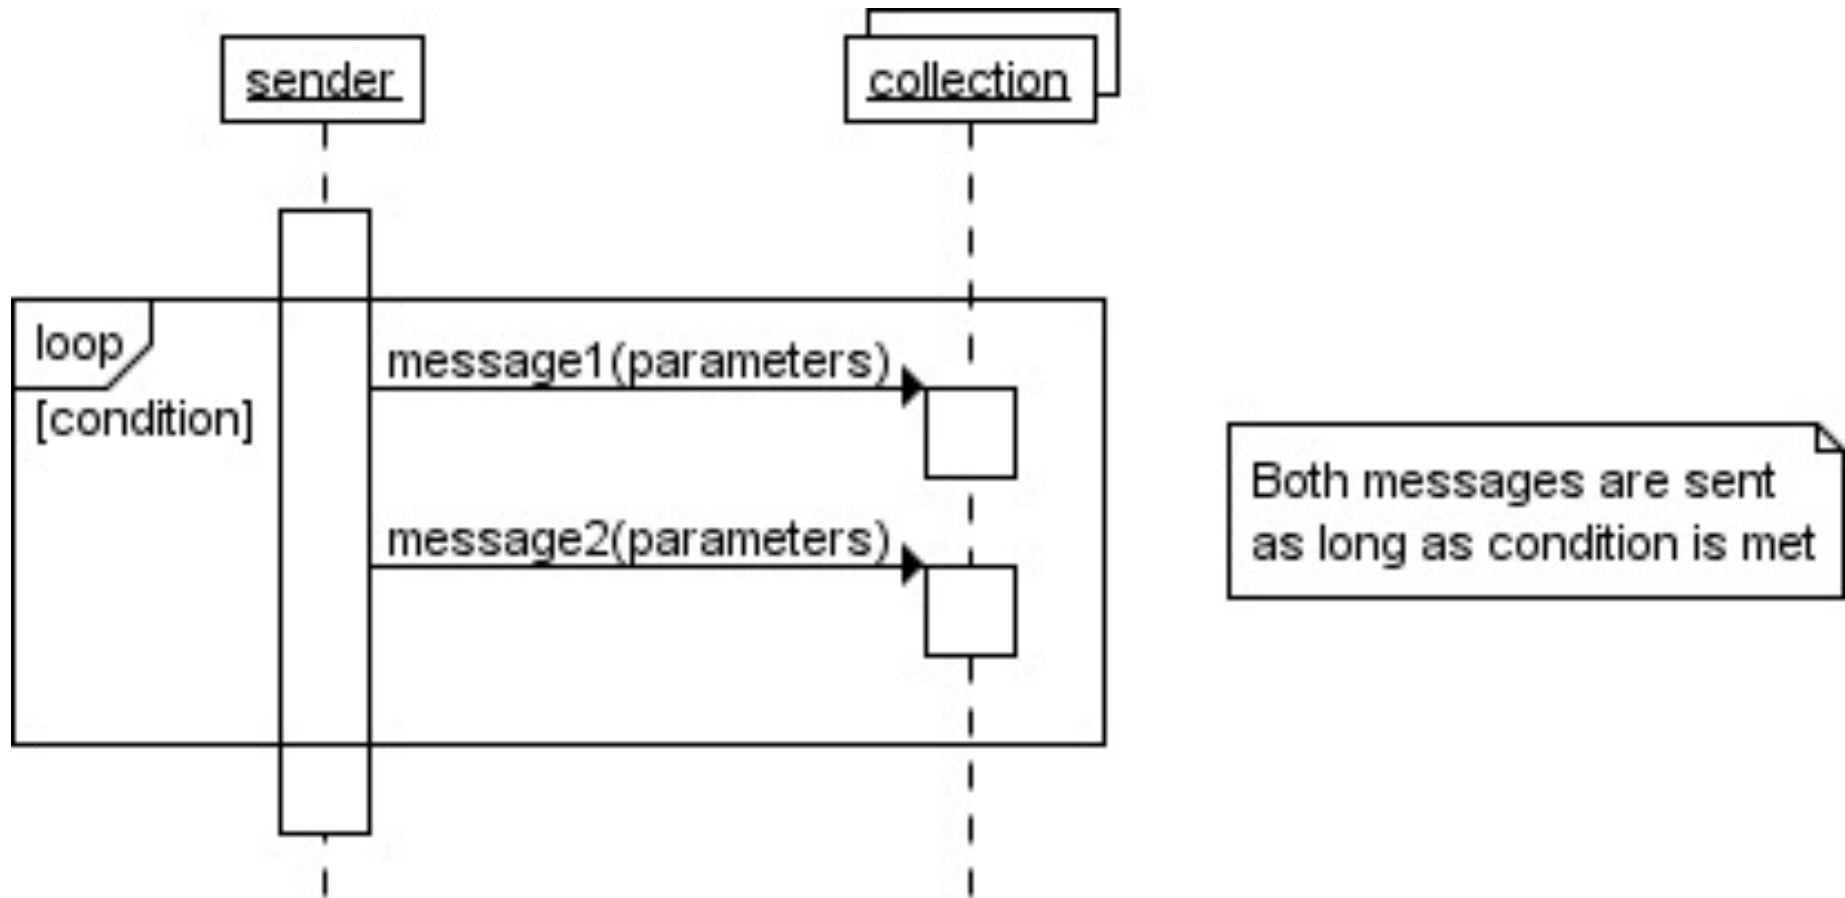 sender
collection
loop
[condition]
message1(parameters)
message2(parameters)
Both messages are sent
as long as condition is met